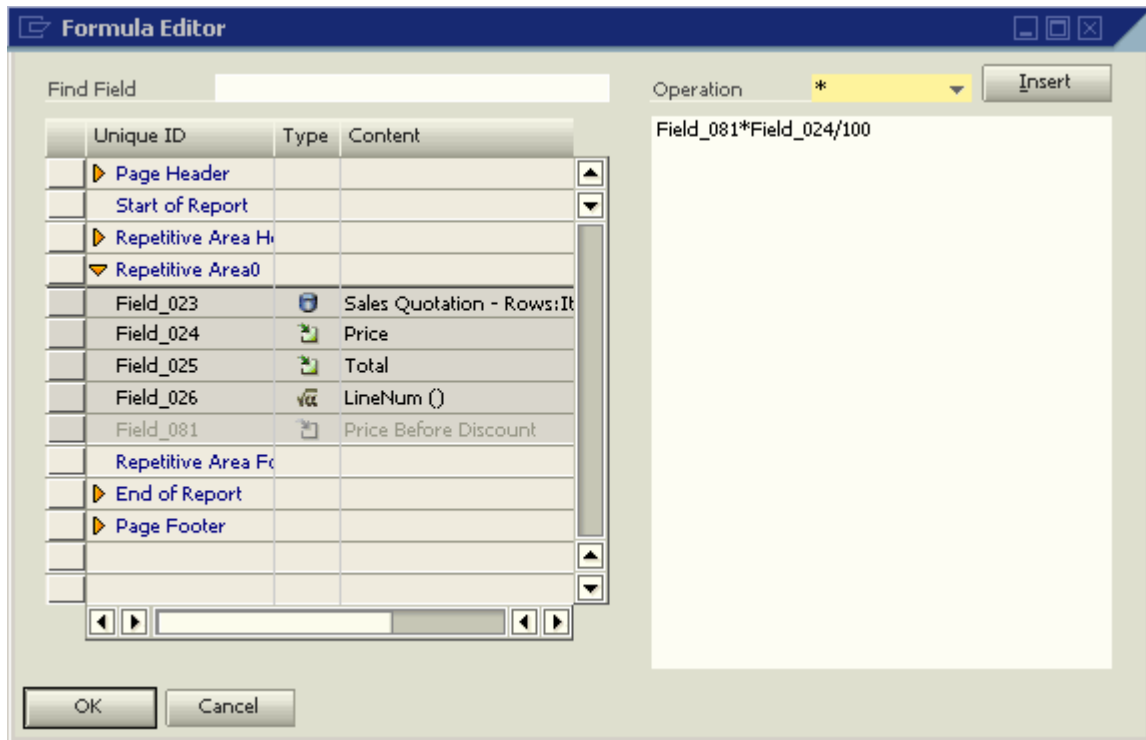 Formula Editor
Find Field
Operation * Insert
Unique ID Type Content
Field_081*Field_024/100
Page Header
Start of Report
Repetitive Area H
Repetitive Area0
Field_023 Sales Quotation - Rows:It
Field_024 Price
Field_025 Total
Field_026 √α LineNum ()
Field_081 Price Before Discount
Repetitive Area Fo
End of Report
Page Footer
OK Cancel